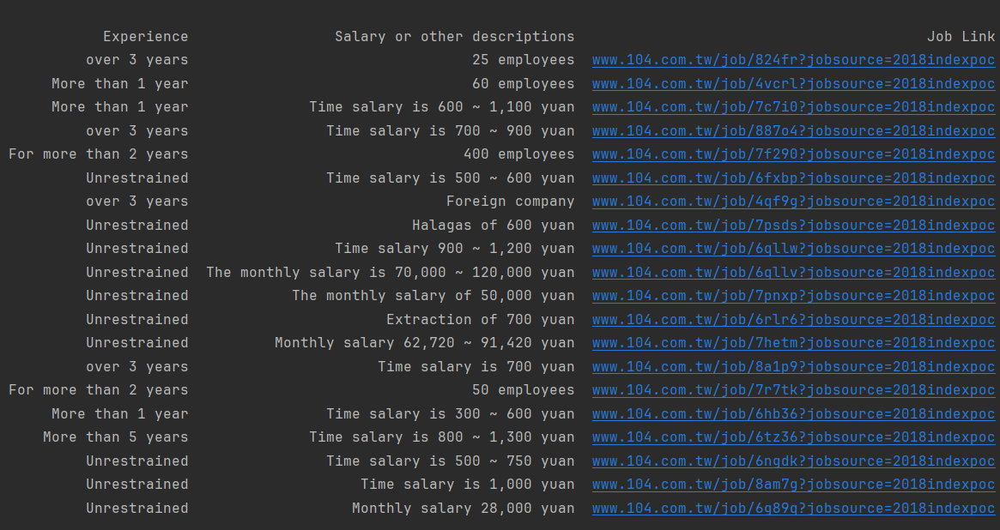 Experience Salary or other descriptions Job Link
over 3 years 25 employees www.104.com.tw/job/824fr?jobsource=2018indexpoc
More than 1 year 60 employees www.104.com.tw/job/4vcrl?jobsource=2018indexpoc
More than 1 year Time salary is 600 ~ 1,100 yuan www.104.com.tw/job/7c7i0?jobsource=2018indexpoc
over 3 years Time salary is 700 ~ 900 yuan www.104.com.tw/job/887o4?jobsource=2018indexpoc
For more than 2 years 400 employees www.104.com.tw/job/7f290?jobsource=2018indexpoc
Unrestrained Time salary is 500 ~ 600 yuan www.104.com.tw/job/6fxbp?jobsource=2018indexpoc
over 3 years Foreign company www.104.com.tw/job/4qf9g?jobsource=2018indexpoc
Unrestrained Halagas of 600 yuan www.104.com.tw/job/7psds?jobsource=2018indexpoc
Unrestrained Time salary 900 ~ 1,200 yuan www.104.com.tw/job/6qllw?jobsource=2018indexpoc
Unrestrained The monthly salary is 70,000 ~ 120,000 yuan www.104.com.tw/job/6qllv?jobsource=2018indexpoc
Unrestrained The monthly salary of 50,000 yuan www.104.com.tw/job/7pnxp?jobsource=2018indexpoc
Unrestrained Extraction of 700 yuan www.104.com.tw/job/6rlr6?jobsource=2018indexpoc
Unrestrained Monthly salary 62,720 ~ 91,420 yuan www.104.com.tw/job/7hetm?jobsource=2018indexpoc
over 3 years Time salary is 700 yuan www.104.com.tw/job/8a1p9?jobsource=2018indexpoc
For more than 2 years 50 employees www.104.com.tw/job/7r7tk?jobsource=2018indexpoc
More than 1 year Time salary is 300 ~ 600 yuan www.104.com.tw/job/6hb36?jobsource=2018indexpoc
More than 5 years Time salary is 800 ~ 1,300 yuan www.104.com.tw/job/6tz36?jobsource=2018indexpoc
Unrestrained Time salary is 500 ~ 750 yuan www.104.com.tw/job/6nqdk?jobsource=2018indexpoc
Unrestrained Time salary is 1,000 yuan www.104.com.tw/job/8am7g?jobsource=2018indexpoc
Unrestrained Monthly salary 28,000 yuan www.104.com.tw/job/6g89q?jobsource=2018indexpoc